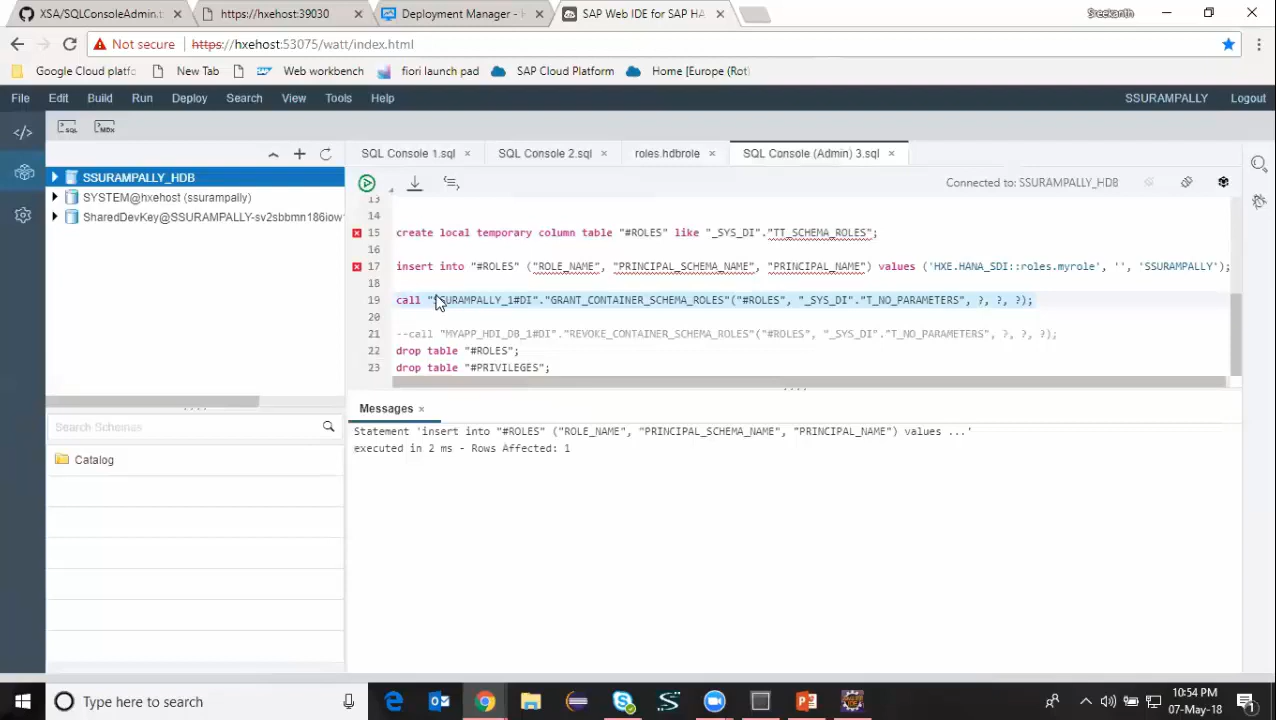 XSA/SQLConsoleAdmin.t
https://hxehost:39030
Deployment Manager -
SAP Web IDE for SAP HA
Sreekanth
Not secure
https://hxehost:53075/watt/index.html
Google Cloud platfo
New Tab
Web workbench
fiori launch pad
SAP Cloud Platform
Home [Europe (Rot)
File Edit Build Run Deploy Search View Tools Help
SSURAMPALLY Logout
SQL
MDX
SQL Console 1.sql
SQL Console 2.sql
roles.hdbrole
SQL Console (Admin) 3.sql
SSURAMPALLY_HDB
SYSTEM@hxehost (ssurampally)
SharedDevKey@SSURAMPALLY-sv2sbbmn186iow
Connected to: SSURAMPALLY_HDB
13
14
15 create local temporary column table "#ROLES" like "_SYS_DI"."TT_SCHEMA_ROLES";
16
17 insert into "#ROLES" ("ROLE_NAME", "PRINCIPAL_SCHEMA_NAME", "PRINCIPAL_NAME") values ('HXE.HANA_SDI::roles.myrole', '', 'SSURAMPALLY');
18
19 call "SSURAMPALLY_1#DI"."GRANT_CONTAINER_SCHEMA_ROLES"("#ROLES", "_SYS_DI"."T_NO_PARAMETERS", ?, ?, ?);
20
21 --call "MYAPP_HDI_DB_1#DI"."REVOKE_CONTAINER_SCHEMA_ROLES"("#ROLES", "_SYS_DI"."T_NO_PARAMETERS", ?, ?, ?);
22 drop table "#ROLES";
23 drop table "#PRIVILEGES";
Search Schemas
Catalog
Messages
Statement 'insert into "#ROLES" ("ROLE_NAME", "PRINCIPAL_SCHEMA_NAME", "PRINCIPAL_NAME") values ...'
executed in 2 ms - Rows Affected: 1
Type here to search
10:54 PM
07-May-18